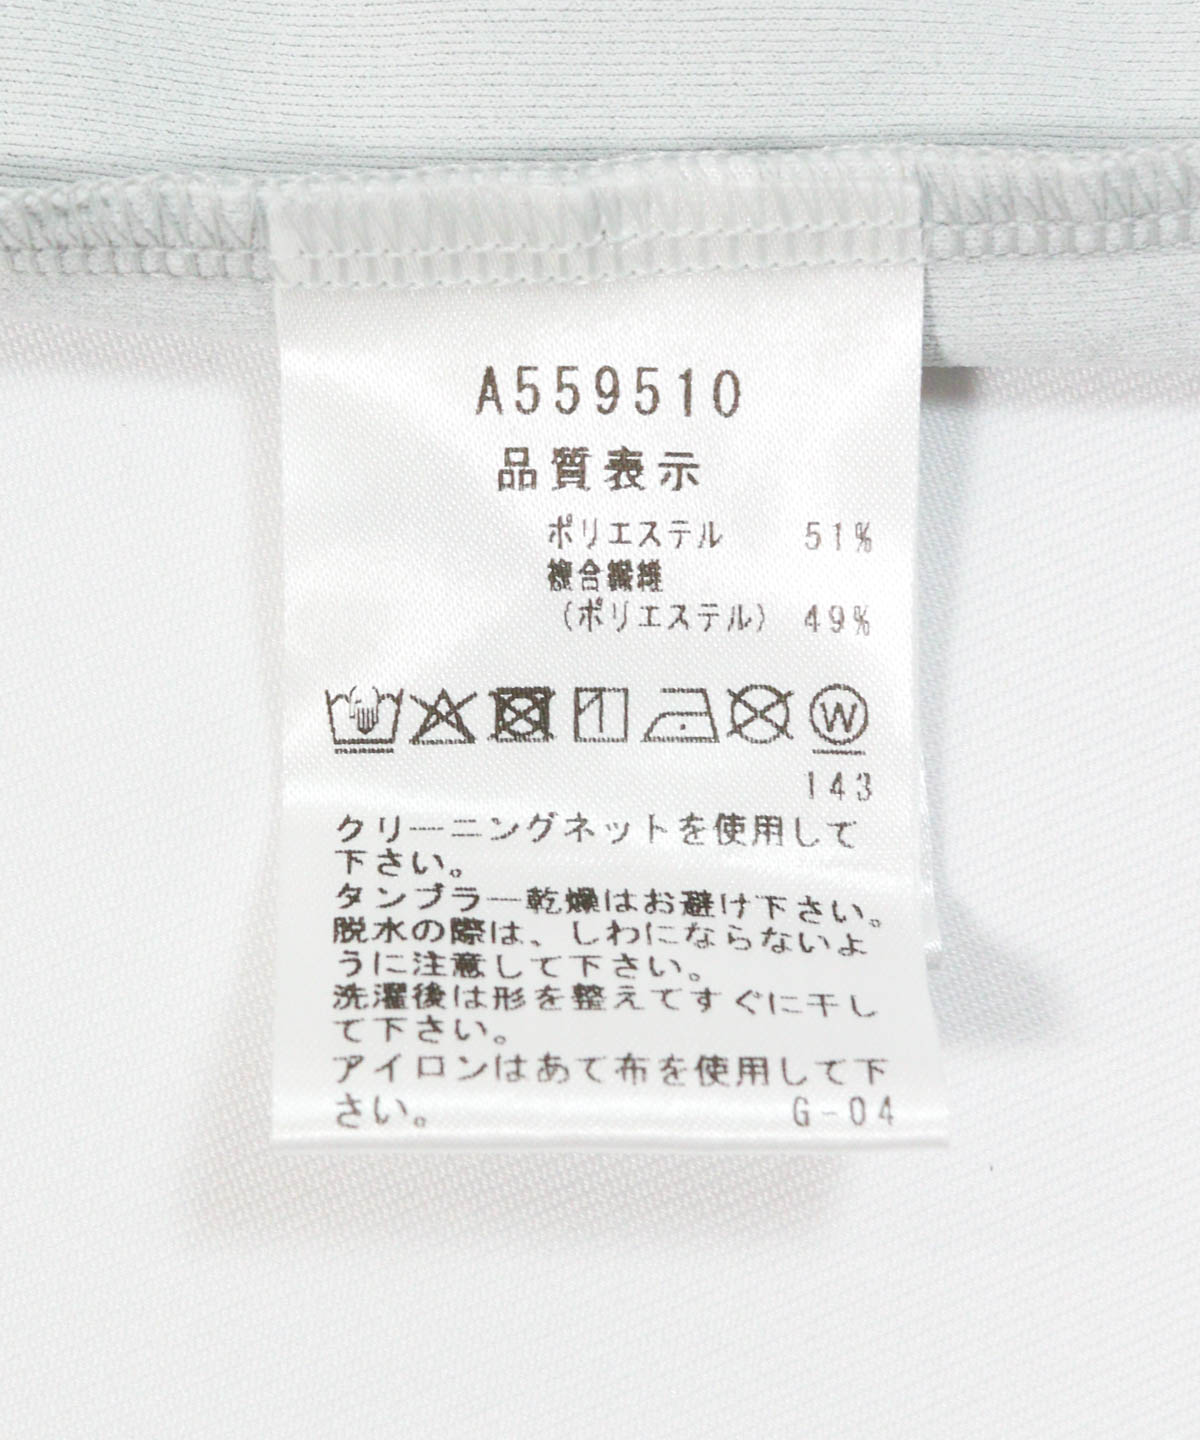 A559510
品質表示
ポリエステル 51%
複合繊維
(ポリエステル) 49%
W
143
クリーニングネットを使用して
下さい。
タンブラー乾燥はお避け下さい。
脱水の際は、しわにならないよ
うに注意して下さい。
洗濯後は形を整えてすぐに干し
て下さい。
アイロンはあて布を使用して下
さい。 G-04